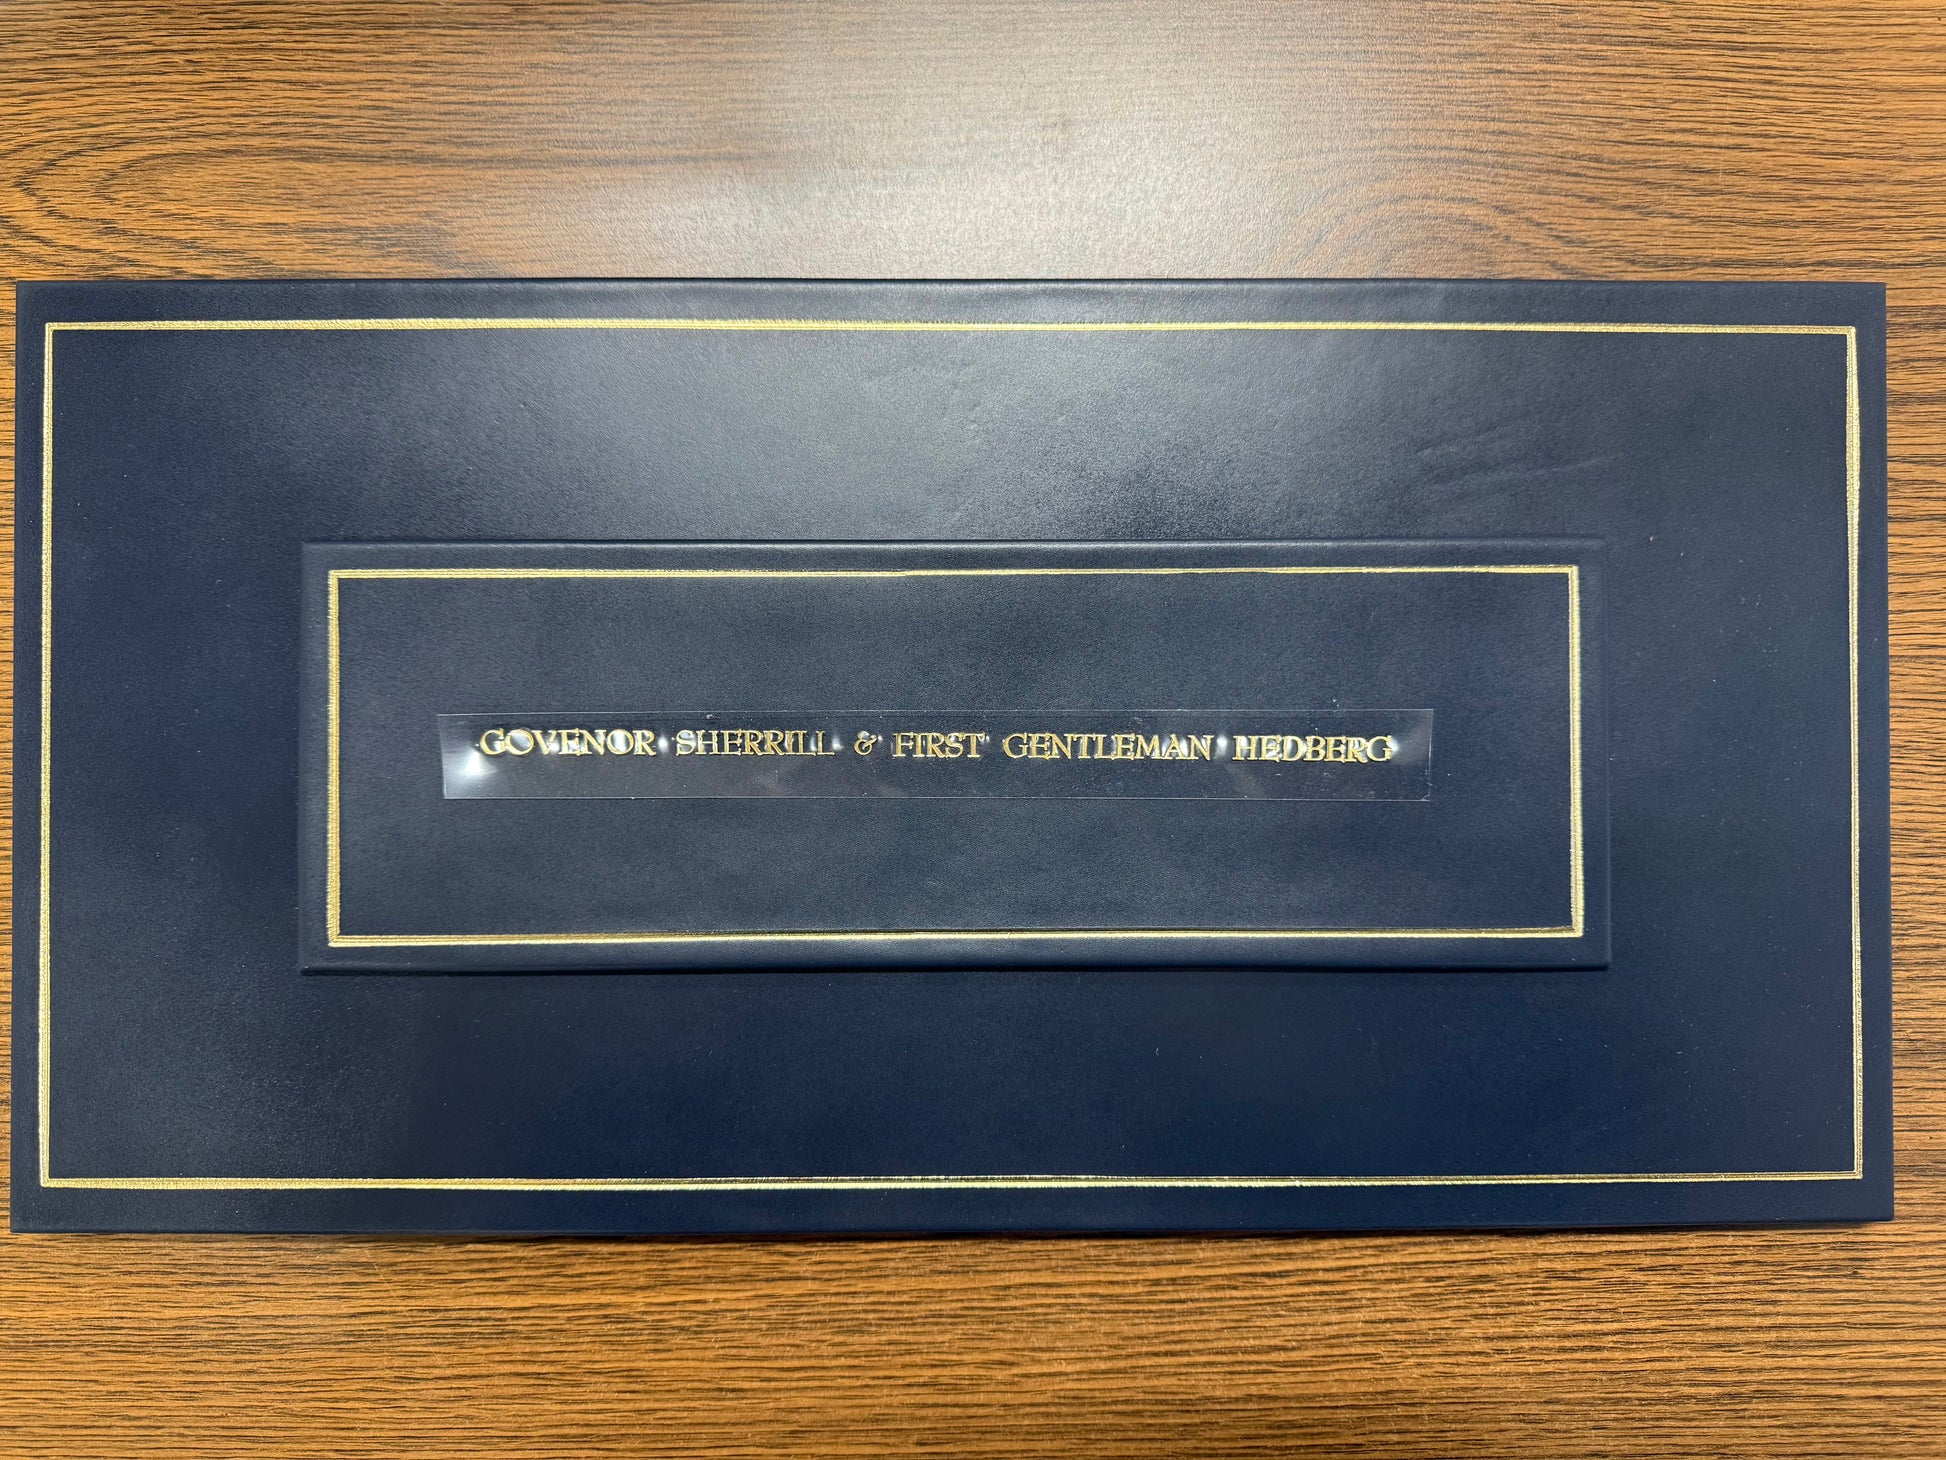 GOVENOR SHERRILL & FIRST GENTLEMAN HEDBERG